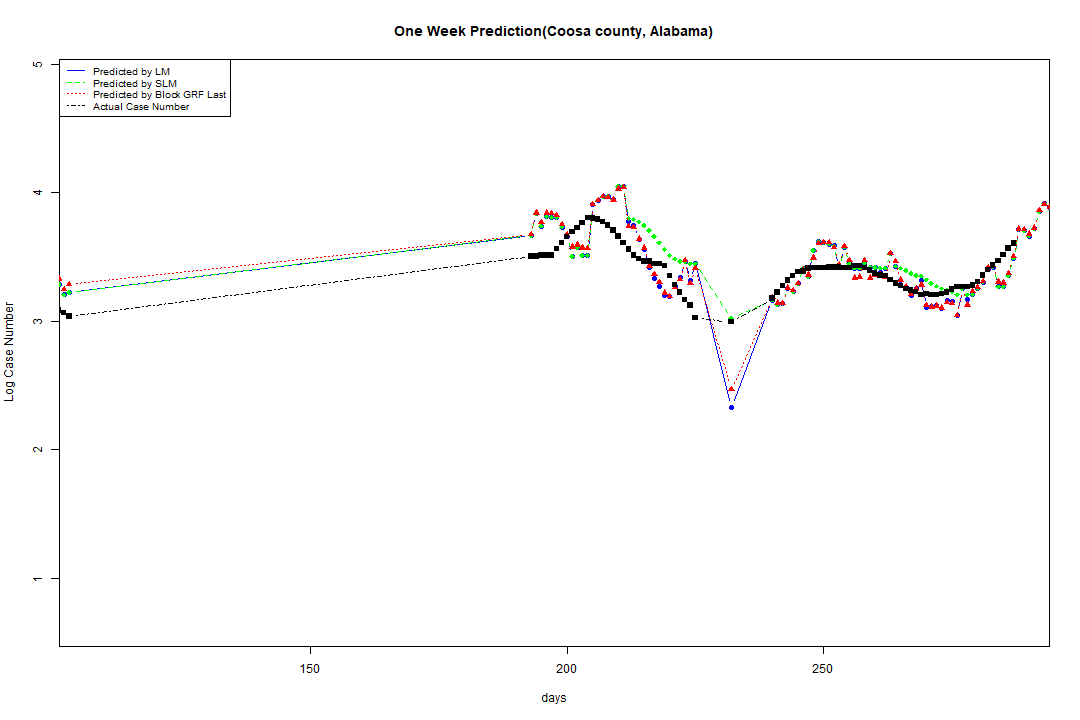 One Week Prediction(Coosa county, Alabama)
Predicted by LM
Predicted by SLM
Predicted by Block GRF Last
Actual Case Number
Log Case Number
5
4
3
2
1
150
200
250
days